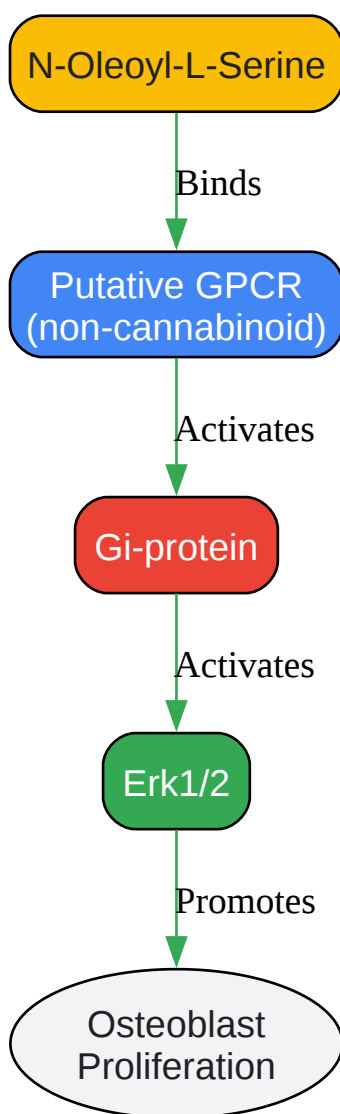 N-Oleoyl-L-Serine
Binds
Putative GPCR
(non-cannabinoid)
Activates
Gi-protein
Activates
Erk1/2
Promotes
Osteoblast
Proliferation